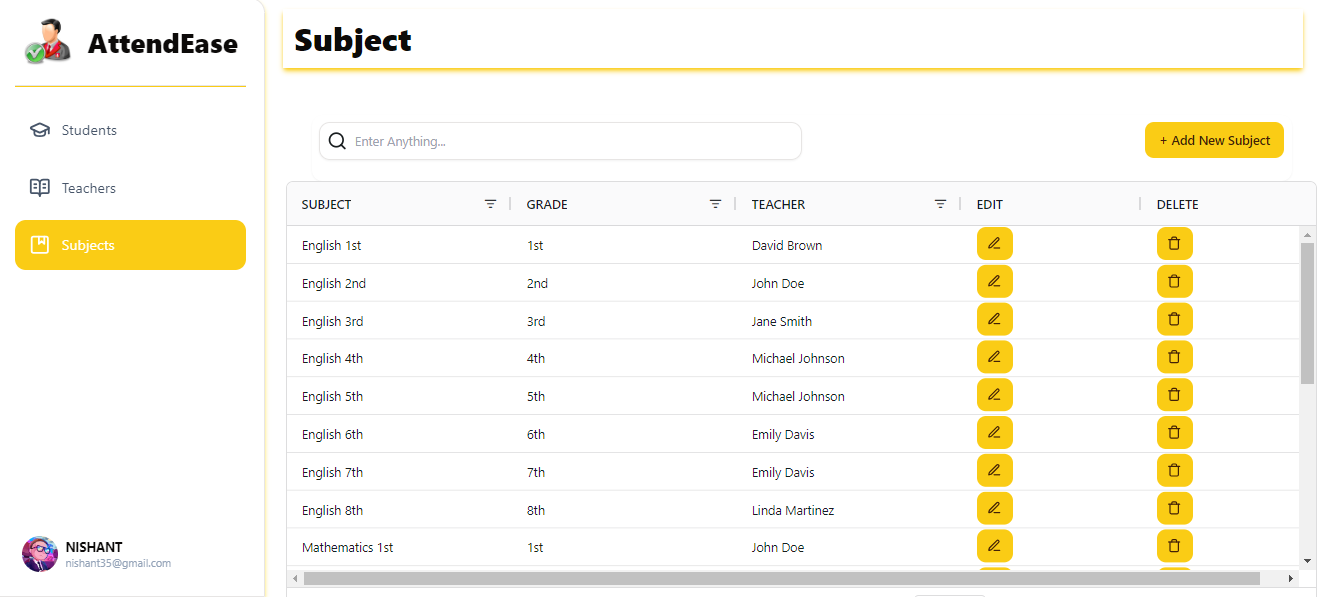 AttendEase
Students
Teachers
Subjects
NISHANT
nishant35@gmail.com
Subject
Enter Anything...
+ Add New Subject
SUBJECT GRADE TEACHER EDIT DELETE
English 1st 1st David Brown
English 2nd 2nd John Doe
English 3rd 3rd Jane Smith
English 4th 4th Michael Johnson
English 5th 5th Michael Johnson
English 6th 6th Emily Davis
English 7th 7th Emily Davis
English 8th 8th Linda Martinez
Mathematics 1st 1st John Doe